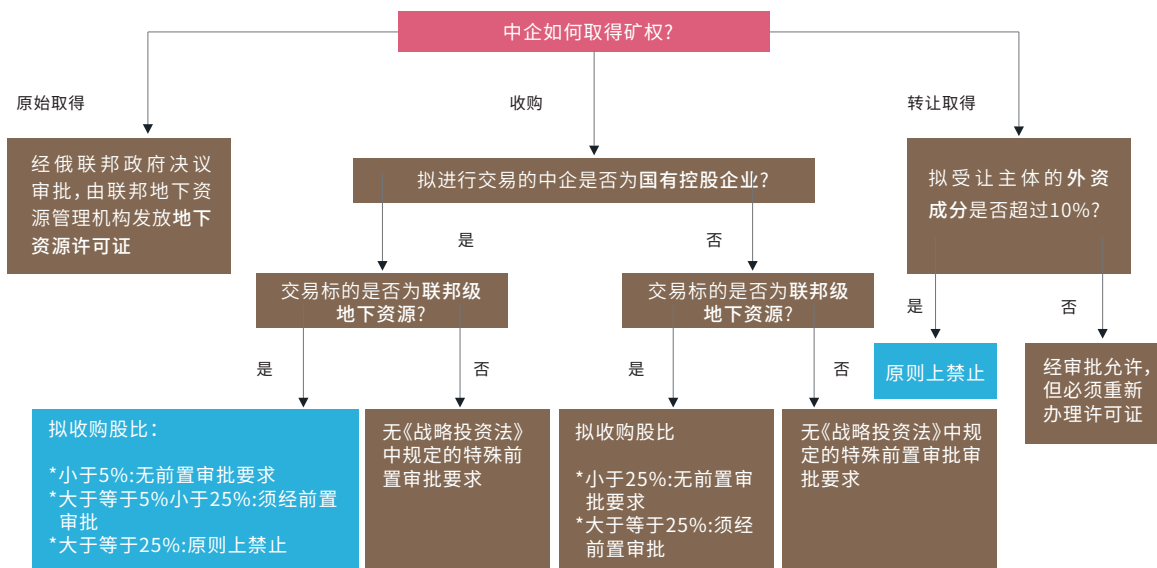 中企如何取得矿权?
原始取得
收购
转让取得
经俄联邦政府决议
审批,由联邦地下资
源管理机构发放地下
资源许可证
拟进行交易的中企是否为国有控股企业?
拟受让主体的外资
成分是否超过10%?
是
否
交易标的是否为联邦级
地下资源?
交易标的是否为联邦级
地下资源?
是
否
是
否
是
否
原则上禁止
经审批允许,
但必须重新
办理许可证
拟收购股比:
*小于5%:无前置审批要求
*大于等于5%小于25%:须经前置
审批
*大于等于25%:原则上禁止
无《战略投资法》
中规定的特殊前
置审批要求
拟收购股比
*小于25%:无前置审
批要求
*大于等于25%:须经
前置审批
无《战略投资法》中规
定的特殊前置审批审
批要求